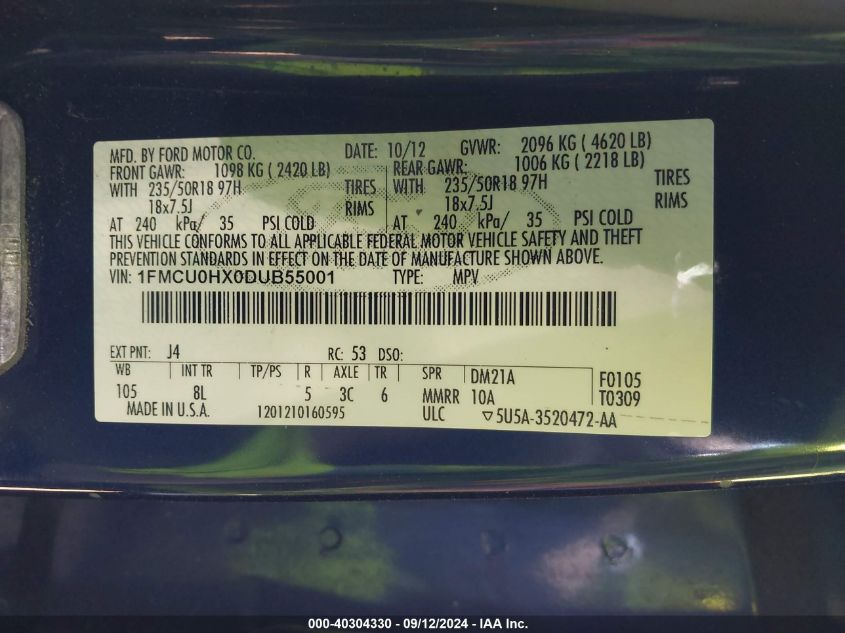 MFD. BY FORD MOTOR CO. DATE: 10/12 GVWR: 2096 KG ( 4620 LB)
FRONT GAWR: 1098 KG ( 2420 LB) REAR GAWR: 1006 KG ( 2218 LB)
WITH 235/50R18 97H TIRES WITH 235/50R18 97H TIRES
18x7.5J RIMS 18x7.5J RIMS
AT 240 kPa/ 35 PSI COLD AT 240 kPa/ 35 PSI COLD
THIS VEHICLE CONFORMS TO ALL APPLICABLE FEDERAL MOTOR VEHICLE SAFETY AND THEFT
PREVENTION STANDARDS IN EFFECT ON THE DATE OF MANUFACTURE SHOWN ABOVE.
VIN: 1FMCU0HX0DUB55001 TYPE: MPV
EXT PNT: J4 RC: 53 DSO:
WB INT TR TP/PS R AXLE TR SPR DM21A F0105
105 8L 5 3C 6 MMRR 10A T0309
MADE IN U.S.A. 1201210160595 ULC ▽5U5A-3520472-AA
000-40304330 - 09/12/2024 - IAA Inc.